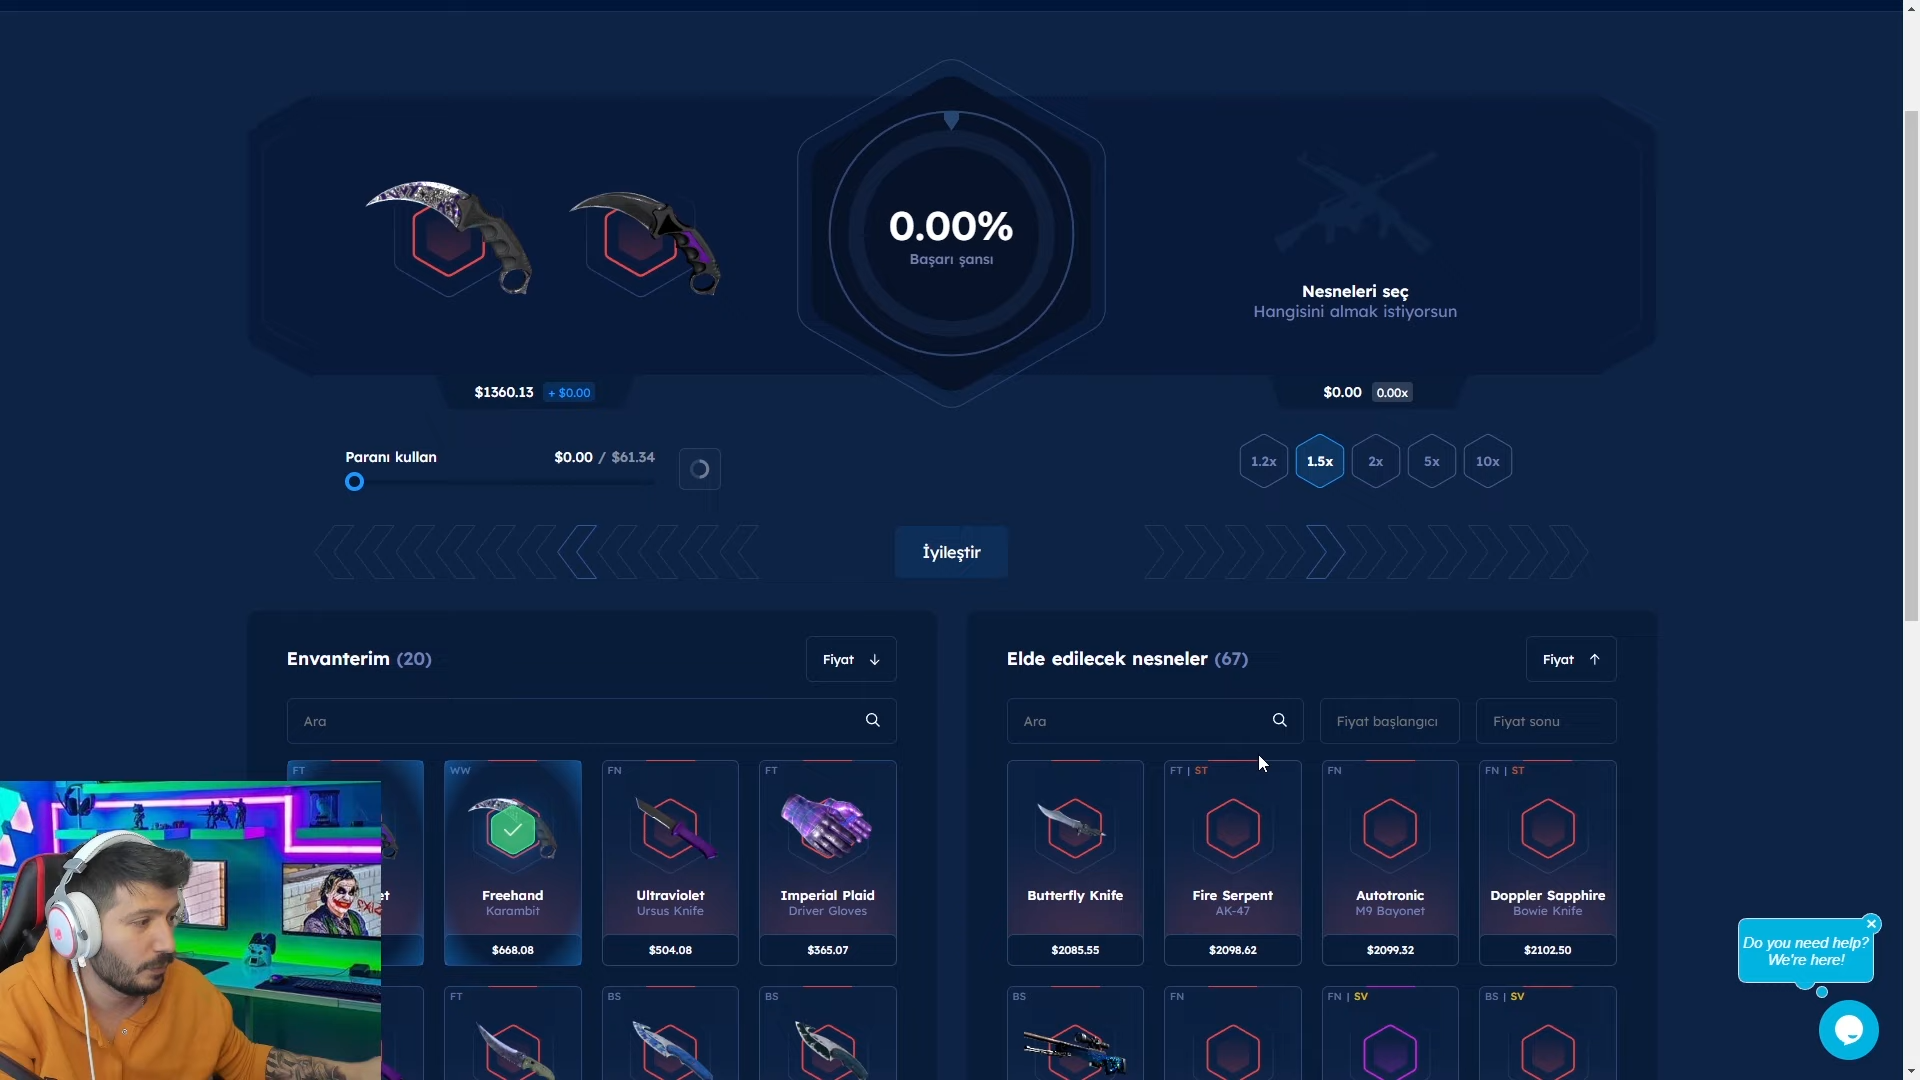 0.00%
Başarı şansı
Nesneleri seç
Hangisini almak istiyorsun
$1360.13 + $0.00
$0.00 0.00x
Paranı kullan $0.00 / $61.34
1.2x 1.5x 2x 5x 10x
İyileştir
Envanterim (20) Fiyat
Ara
FT WW FN FT
et Freehand Ultraviolet Imperial Plaid
Karambit Ursus Knife Driver Gloves
$668.08 $504.08 $365.07
FT BS BS
Elde edilecek nesneler (67) Fiyat
Ara Fiyat başlangıcı Fiyat sonu
FT | ST FN FN | ST
Butterfly Knife Fire Serpent Autotronic Doppler Sapphire
AK-47 M9 Bayonet Bowie Knife
$2085.55 $2098.62 $2099.32 $2102.50
BS FN FN | SV BS | SV
Do you need help?
We're here!